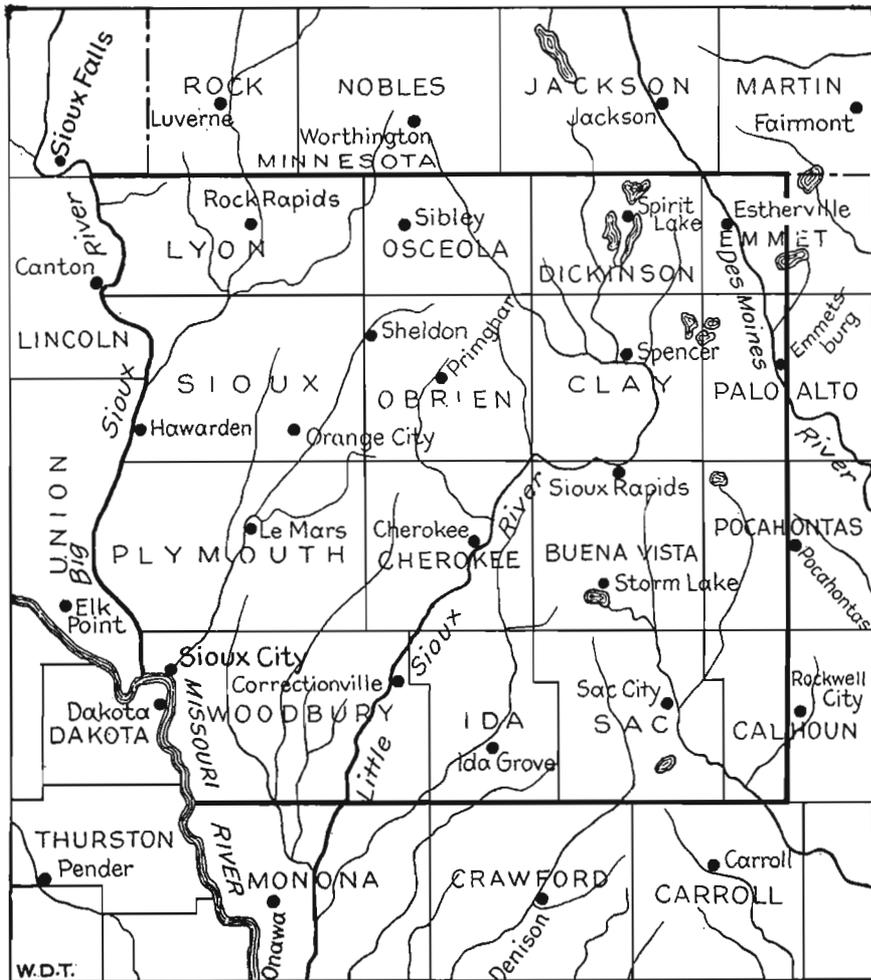 Sioux Falls
ROCK
Luverne
NOBLES
Worthington
MINNESOTA
JACKSON
Jackson
MARTIN
Fairmont
River
Canton
Rock Rapids
LYON
Sibley
OSCEOLA
Spirit
Lake
DICKINSON
Estherville
EMMET
Des Moines
LINCOLN
Sioux
SIOUX
Sheldon
Primghar
OBRIEN
Spencer
CLAY
Emmets-
burg
PALO ALTO
River
Hawarden
Orange City
UNION
Big
PLYMOUTH
Le Mars
Cherokee
CHEROKEE
River
Sioux Rapids
BUENA VISTA
Storm Lake
POCAHONTAS
Pocahontas
Elk
Point
Sioux City
Dakota
DAKOTA
MISSOURI
WOODBURY
Correctionville
Sioux
Little
IDA
Ida Grove
Sac City
SAC
Rockwell
City
CALHOUN
THURSTON
Pender
RIVER
MONONA
Onawa
CRAWFORD
Denison
Carroll
CARROLL
W.D.T.